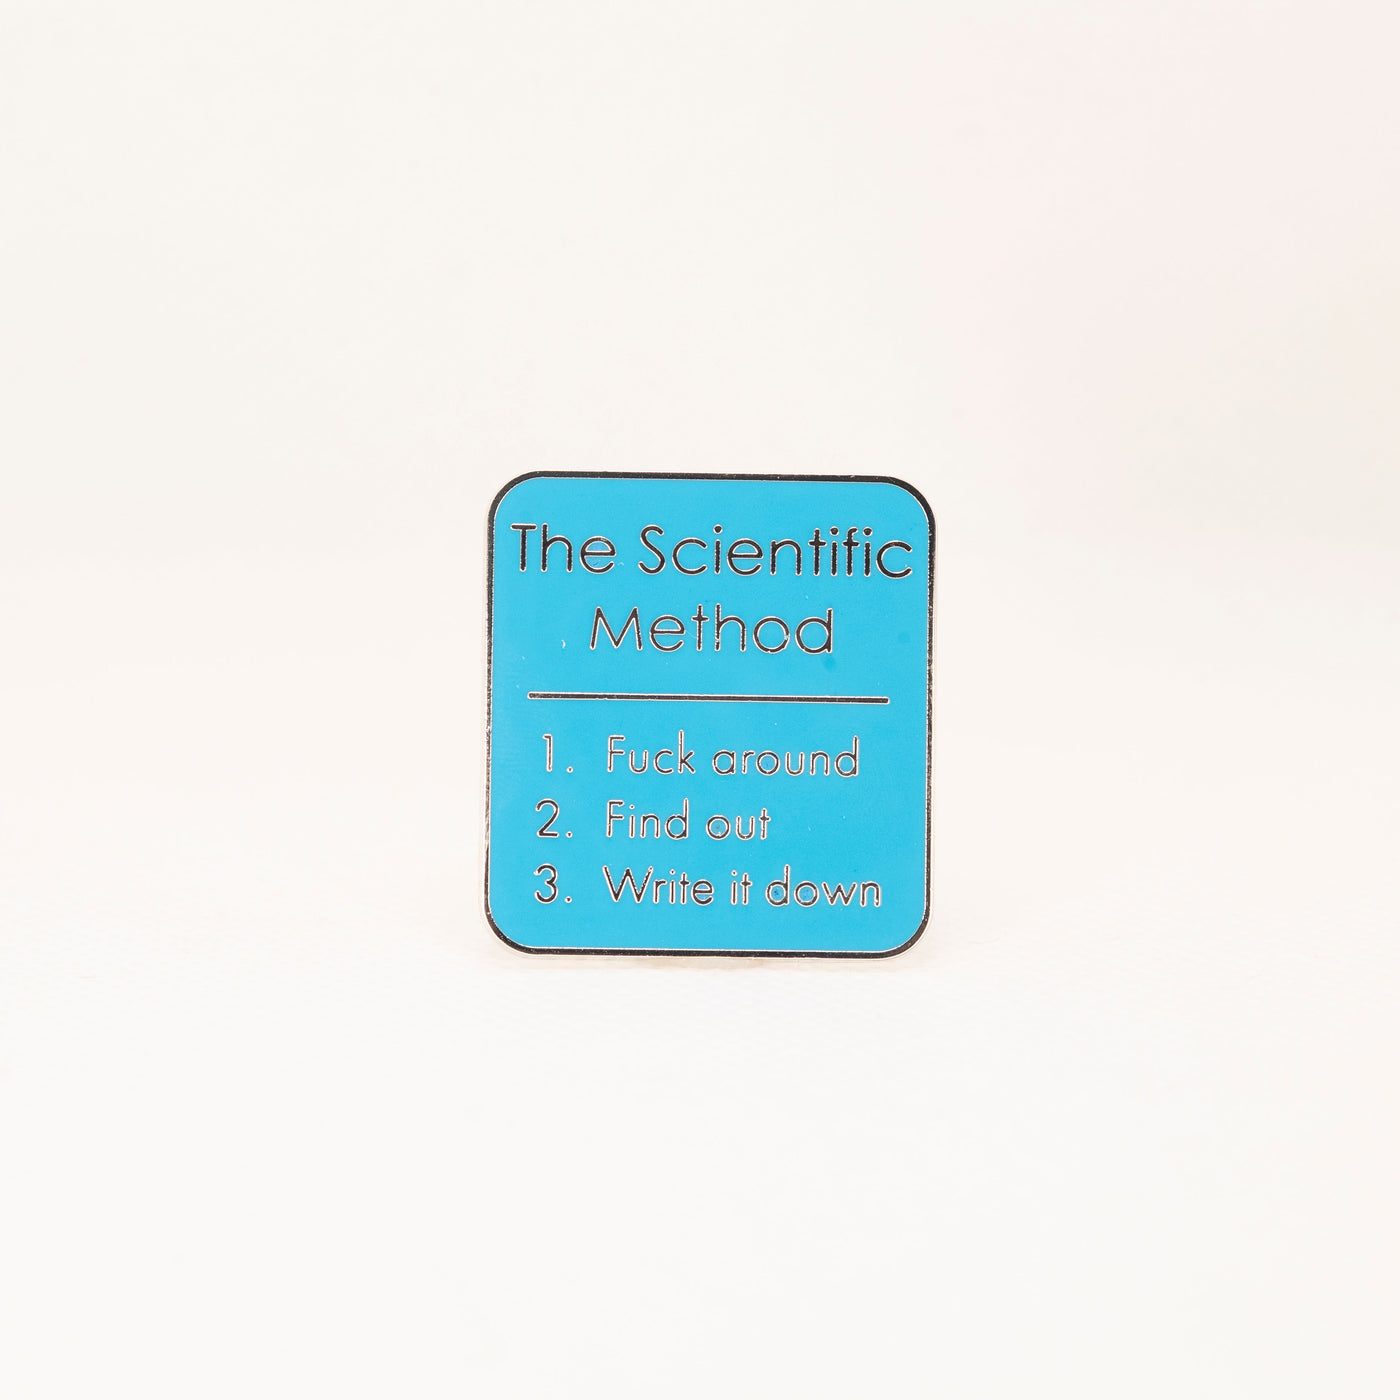 The Scientific
Method
1. Fuck around
2. Find out
3. Write it down